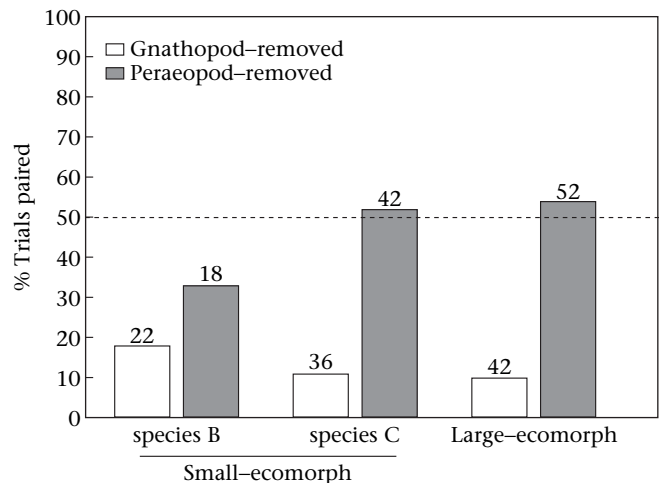 100
90
80
70
60
50
40
30
20
10
0
% Trials paired
Gnathopod–removed
Peraeopod–removed
22
18
36
42
42
52
species B
species C
Large–ecomorph
Small–ecomorph